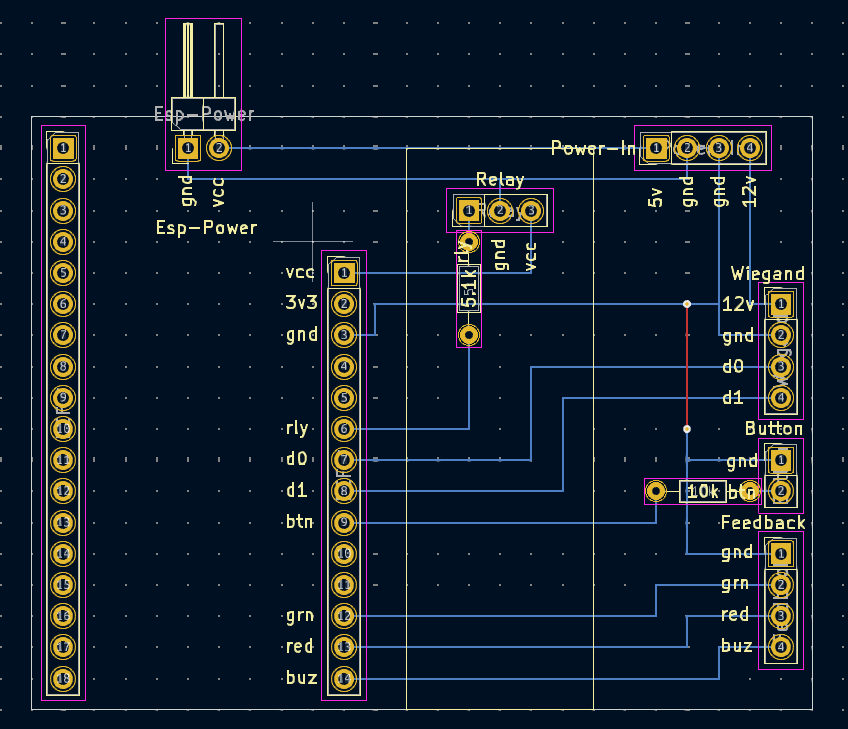 Esp-Power
1
2
gnd
vcc
Esp-Power
Power-In
1
2
3
4
5v
gnd
gnd
12v
Relay
1
2
3
rly
gnd
vcc
5.1k
1
2
3
4
5
6
7
8
9
10
11
12
13
14
15
16
17
18
vcc 1
3v3 2
gnd 3
4
5
rly 6
d0 7
d1 8
btn 9
10
11
grn 12
red 13
buz 14
Wiegand
12v 1
gnd 2
d0 3
d1 4
Button
gnd 1
10k btn 2
Feedback
gnd 1
grn 2
red 3
buz 4